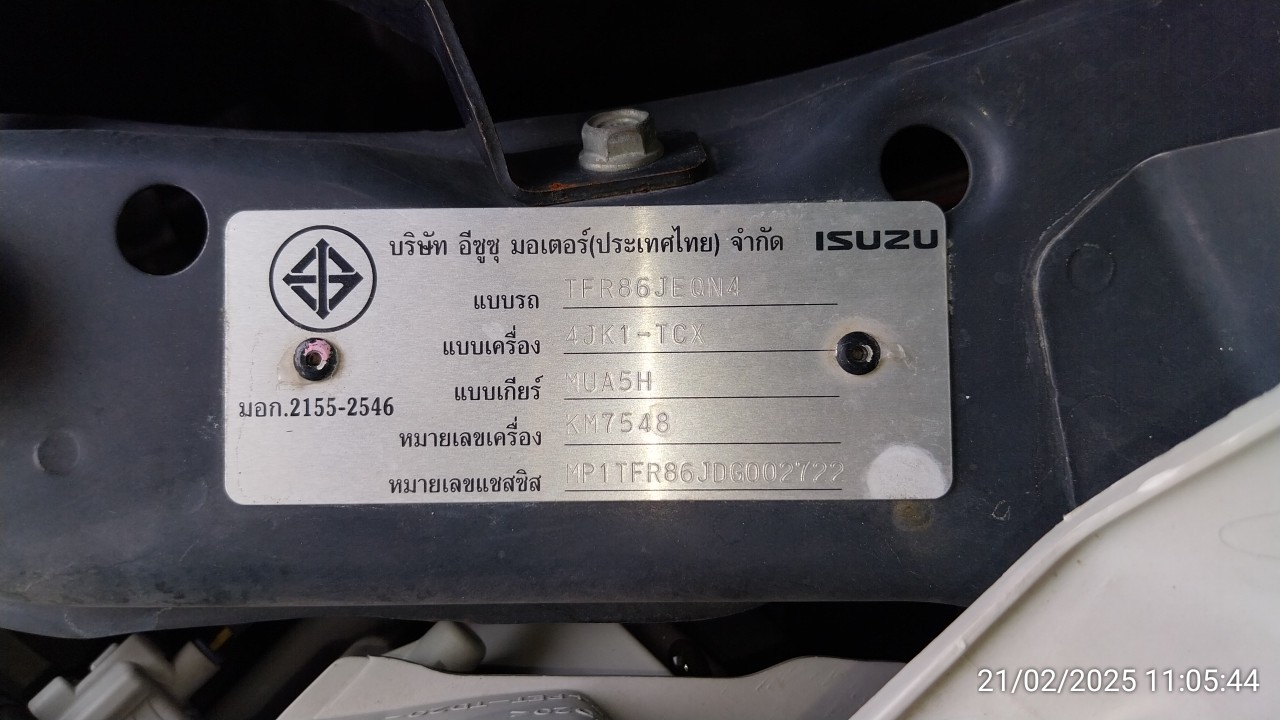 บริษัท อีซูซุ มอเตอร์(ประเทศไทย) จำกัด ISUZU
แบบรถ TFR86JEQN4
แบบเครื่อง 4JK1-TCX
แบบเกียร์ MUA5H
มอก.2155-2546
หมายเลขเครื่อง KM7548
หมายเลขแชสซิส MP1TFR86JDG002722
21/02/2025 11:05:44